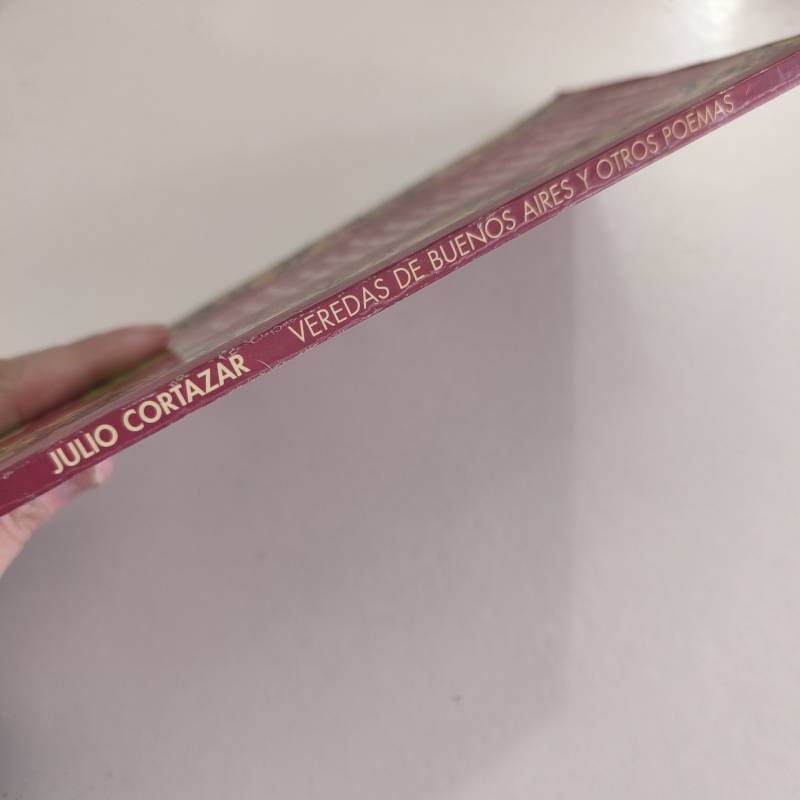 JULIO CORTAZAR VEREDAS DE BUENOS AIRES Y OTROS POEMAS